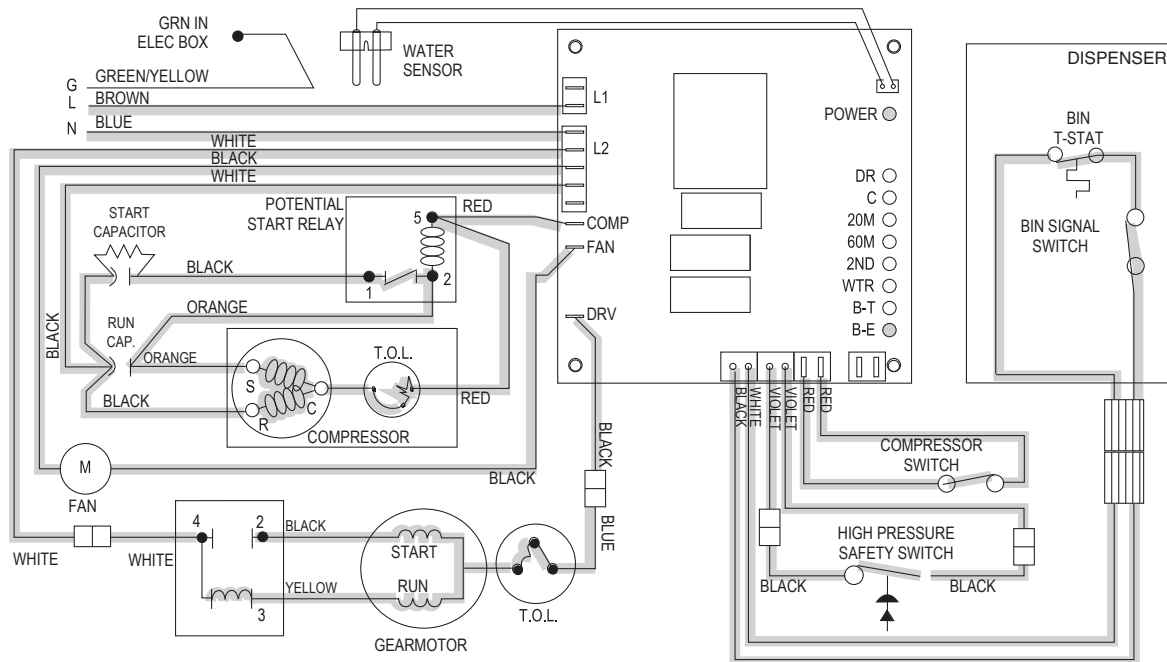 GRN IN
ELEC BOX
WATER
SENSOR
DISPENSER
G
GREEN/YELLOW
L
BROWN
L1
POWER
N
BLUE
WHITE
L2
BLACK
WHITE
BIN
T-STAT
DR
C
20M
60M
2ND
WTR
B-T
B-E
BIN SIGNAL
SWITCH
POTENTIAL
START RELAY
5
RED
COMP
FAN
START
CAPACITOR
BLACK
1
2
ORANGE
DRV
BLACK
RUN
CAP.
ORANGE
T.O.L.
S
C
R
BLACK
RED
COMPRESSOR
BLACK
WHITE
VIOLET
VIOLET
RED
RED
COMPRESSOR
SWITCH
M
FAN
BLACK
BLACK
BLUE
4
2
BLACK
START
WHITE
WHITE
YELLOW
RUN
3
T.O.L.
GEARMOTOR
HIGH PRESSURE
SAFETY SWITCH
BLACK
BLACK